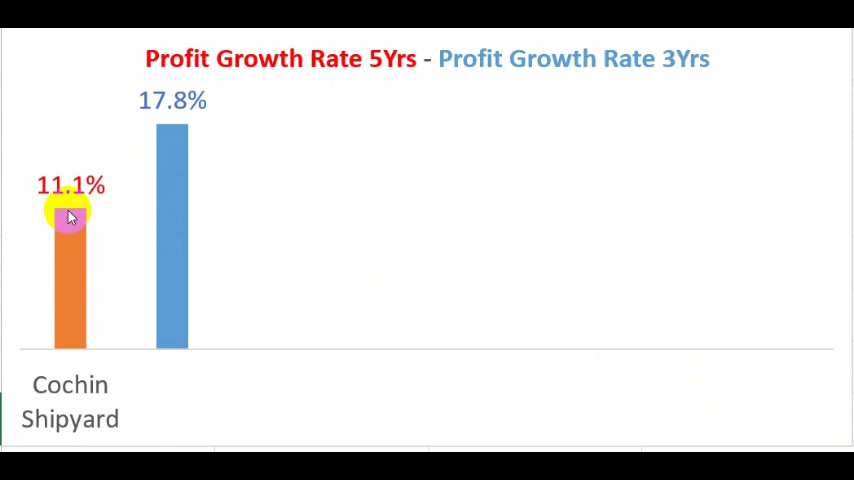 Profit Growth Rate 5Yrs - Profit Growth Rate 3Yrs
17.8%
11.1%
Cochin
Shipyard